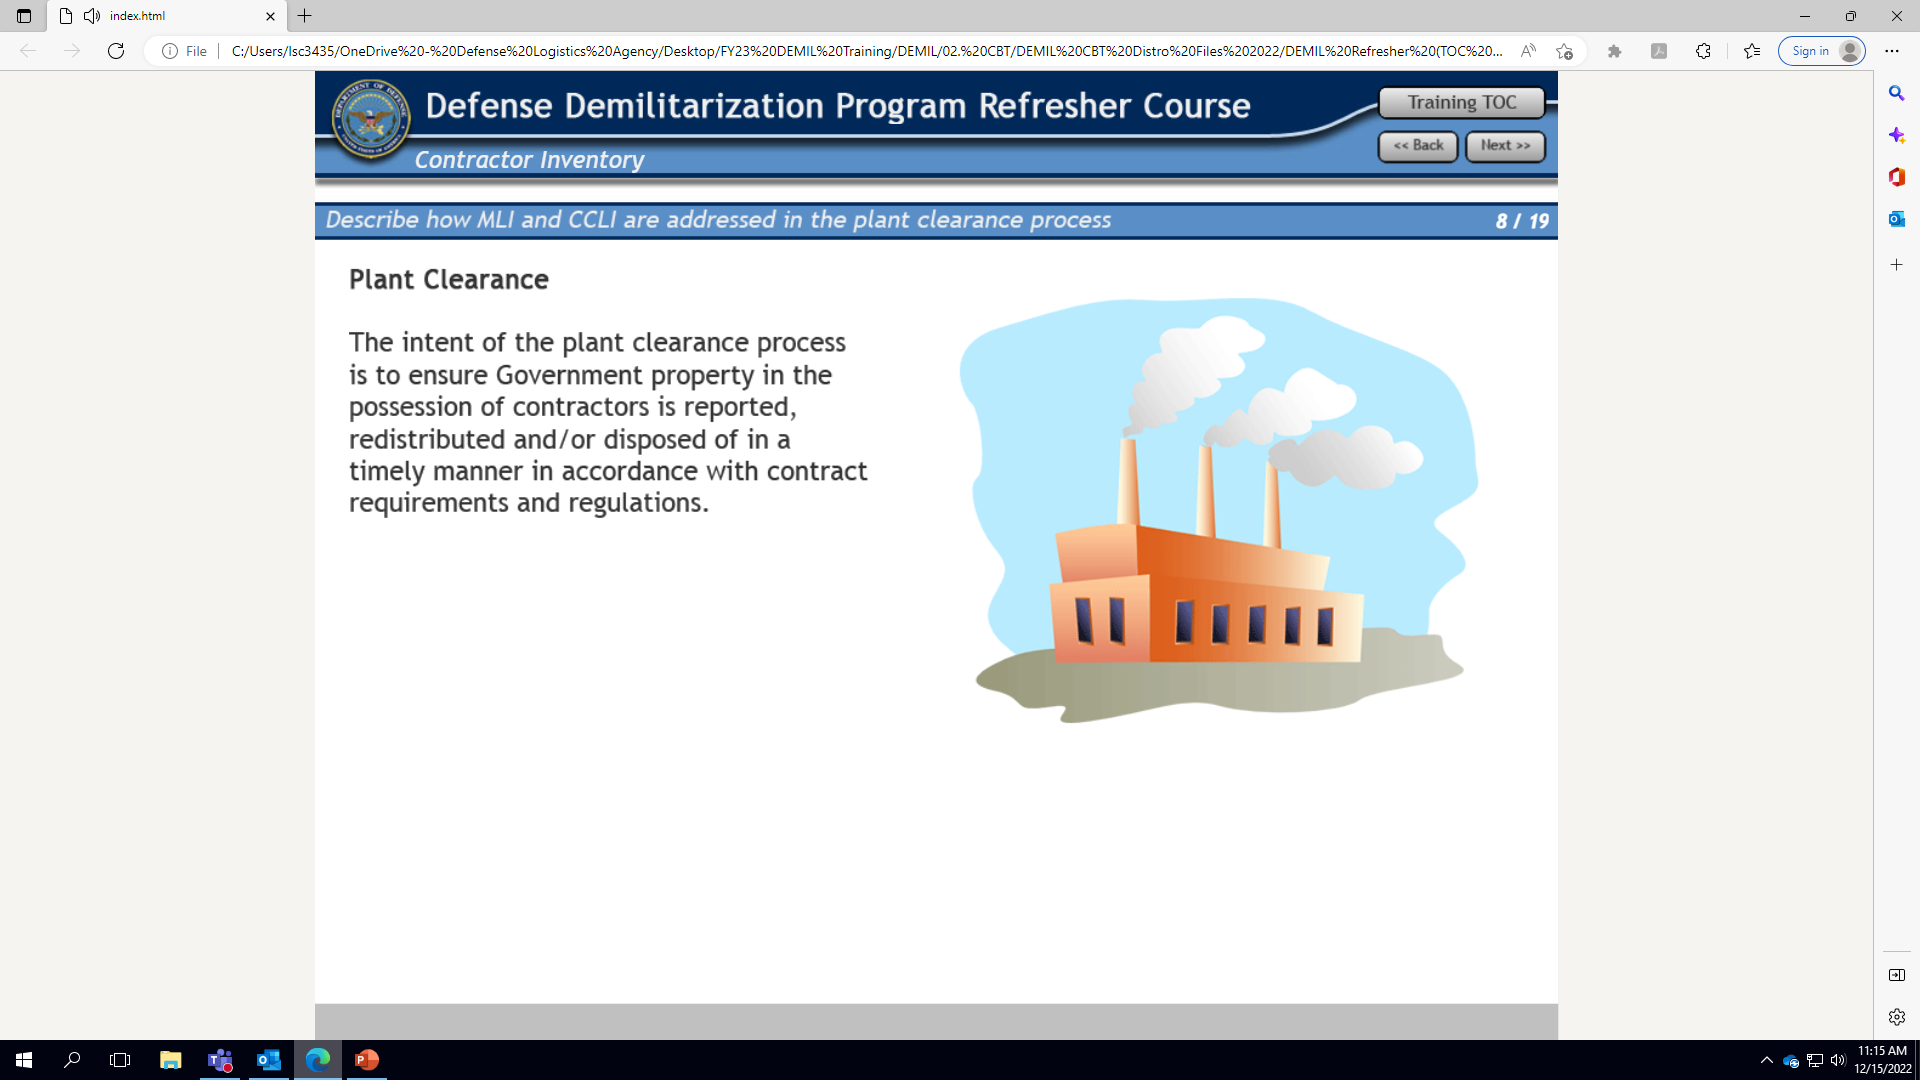 index.html
File
C:/Users/lsc3435/OneDrive%20-%20Defense%20Logistics%20Agency/Desktop/FY23%20DEMIL%20Training/DEMIL/02.%20CBT/DEMIL%20CBT%20Distro%20Files%202022/DEMIL%20Refresher%20(TOC%20...
Sign in
Defense Demilitarization Program Refresher Course
Training TOC
<< Back
Next >>
Contractor Inventory
Describe how MLI and CCLI are addressed in the plant clearance process
8 / 19
Plant Clearance
The intent of the plant clearance process
is to ensure Government property in the
possession of contractors is reported,
redistributed and/or disposed of in a
timely manner in accordance with contract
requirements and regulations.
11:15 AM
12/15/2022